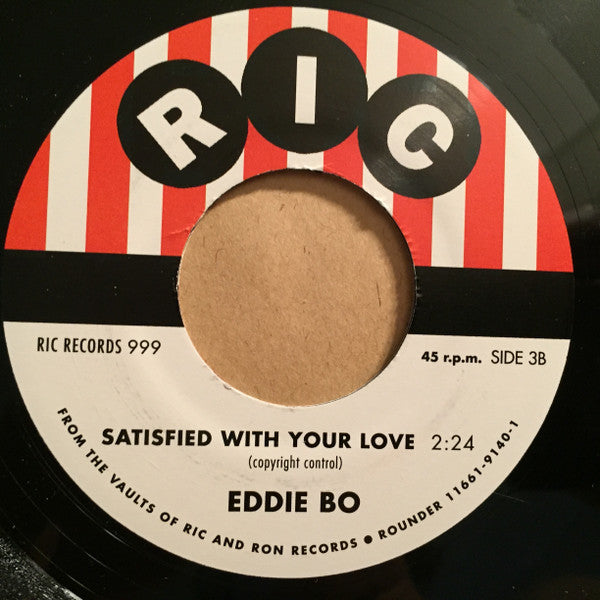 RIC
RIC RECORDS 999
45 r.p.m. SIDE 3B
SATISFIED WITH YOUR LOVE 2:24
(copyright control)
EDDIE BO
FROM THE VAULTS OF RIC AND RON RECORDS ● ROUNDER 11661-9140-1